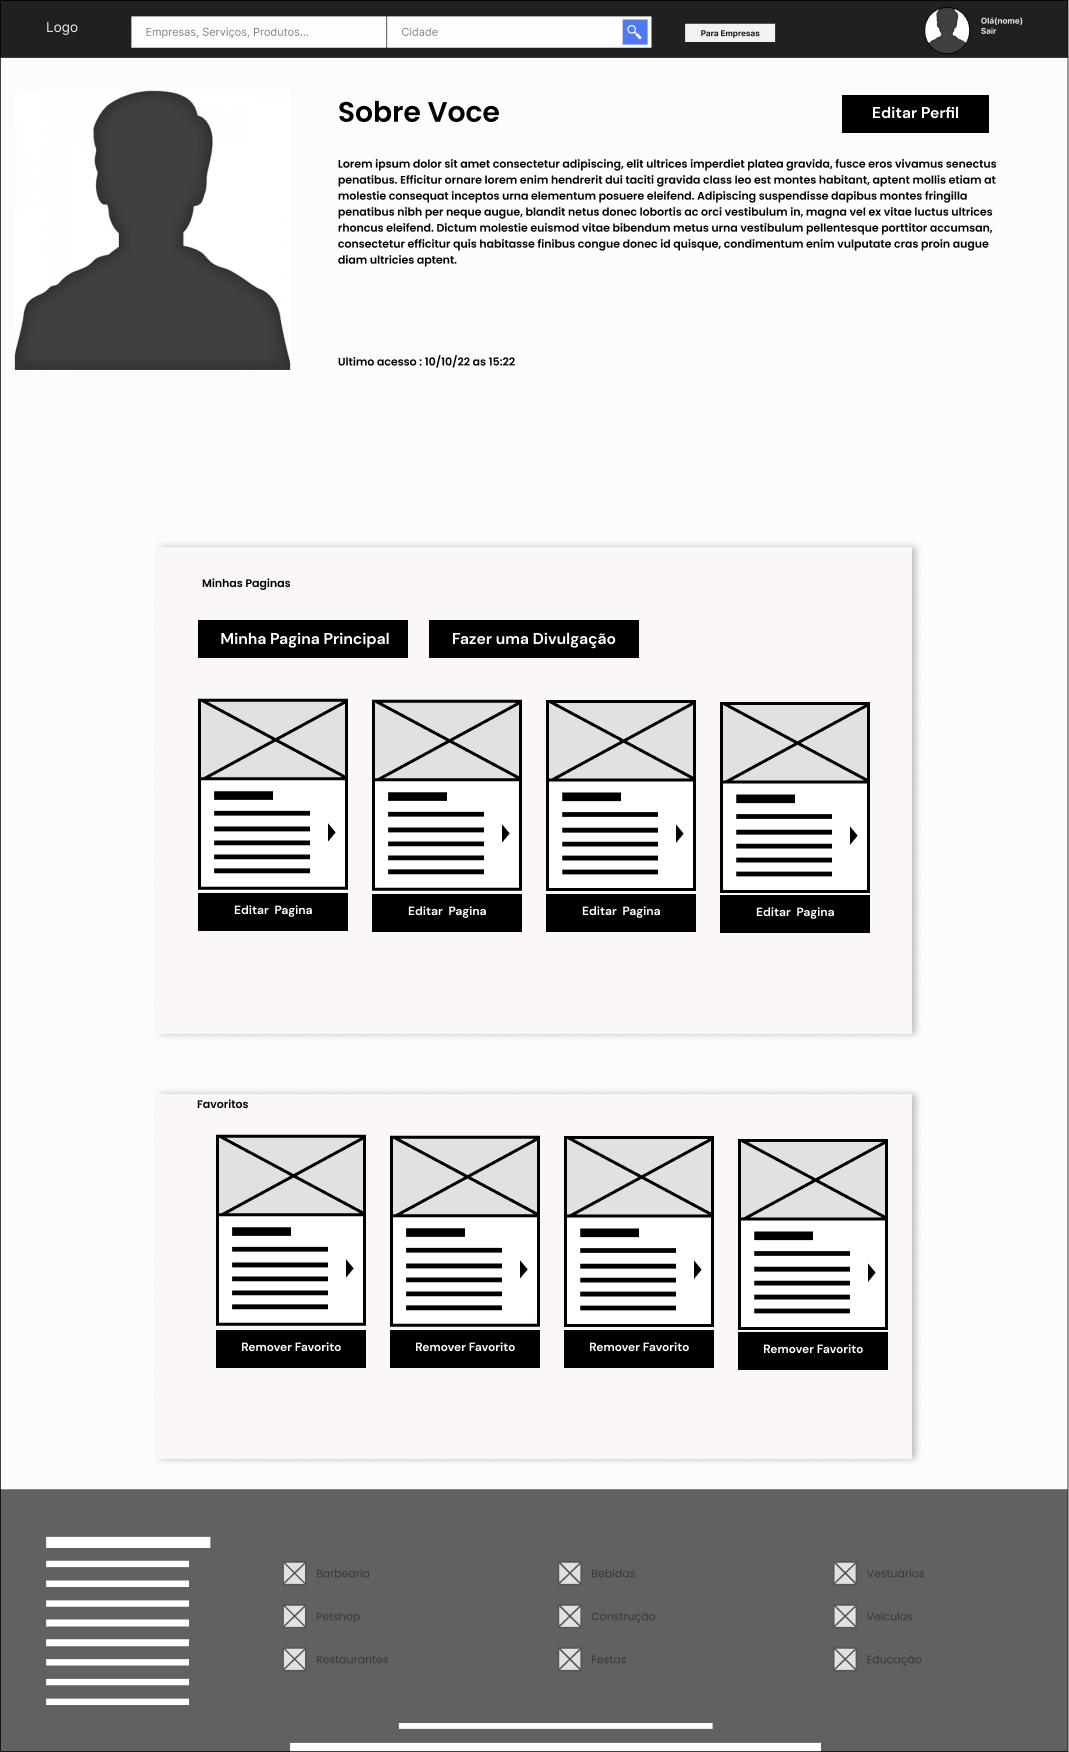 Logo
Empresas, Serviços, Produtos...
Cidade
Para Empresas
Olá(nome)
Sair
Sobre Voce
Editar Perfil
Lorem ipsum dolor sit amet consectetur adipiscing, elit ultrices imperdiet platea gravida, fusce eros vivamus senectus
penatibus. Efficitur ornare lorem enim hendrerit dui taciti gravida class leo est montes habitant, aptent mollis etiam at
molestie consequat inceptos urna elementum posuere eleifend. Adipiscing suspendisse dapibus montes fringilla
penatibus nibh per neque augue, blandit netus donec lobortis ac orci vestibulum in, magna vel ex vitae luctus ultrices
rhoncus eleifend. Dictum molestie euismod vitae bibendum metus urna vestibulum pellentesque porttitor accumsan,
consectetur efficitur quis habitasse finibus congue donec id quisque, condimentum enim vulputate cras proin augue
diam ultricies aptent.
Ultimo acesso : 10/10/22 as 15:22
Minhas Paginas
Minha Pagina Principal
Fazer uma Divulgação
Editar Pagina
Editar Pagina
Editar Pagina
Editar Pagina
Favoritos
Remover Favorito
Remover Favorito
Remover Favorito
Remover Favorito
Barbearia
Bebidas
Vestuários
Petshop
Construção
Veículos
Restaurantes
Festas
Educação